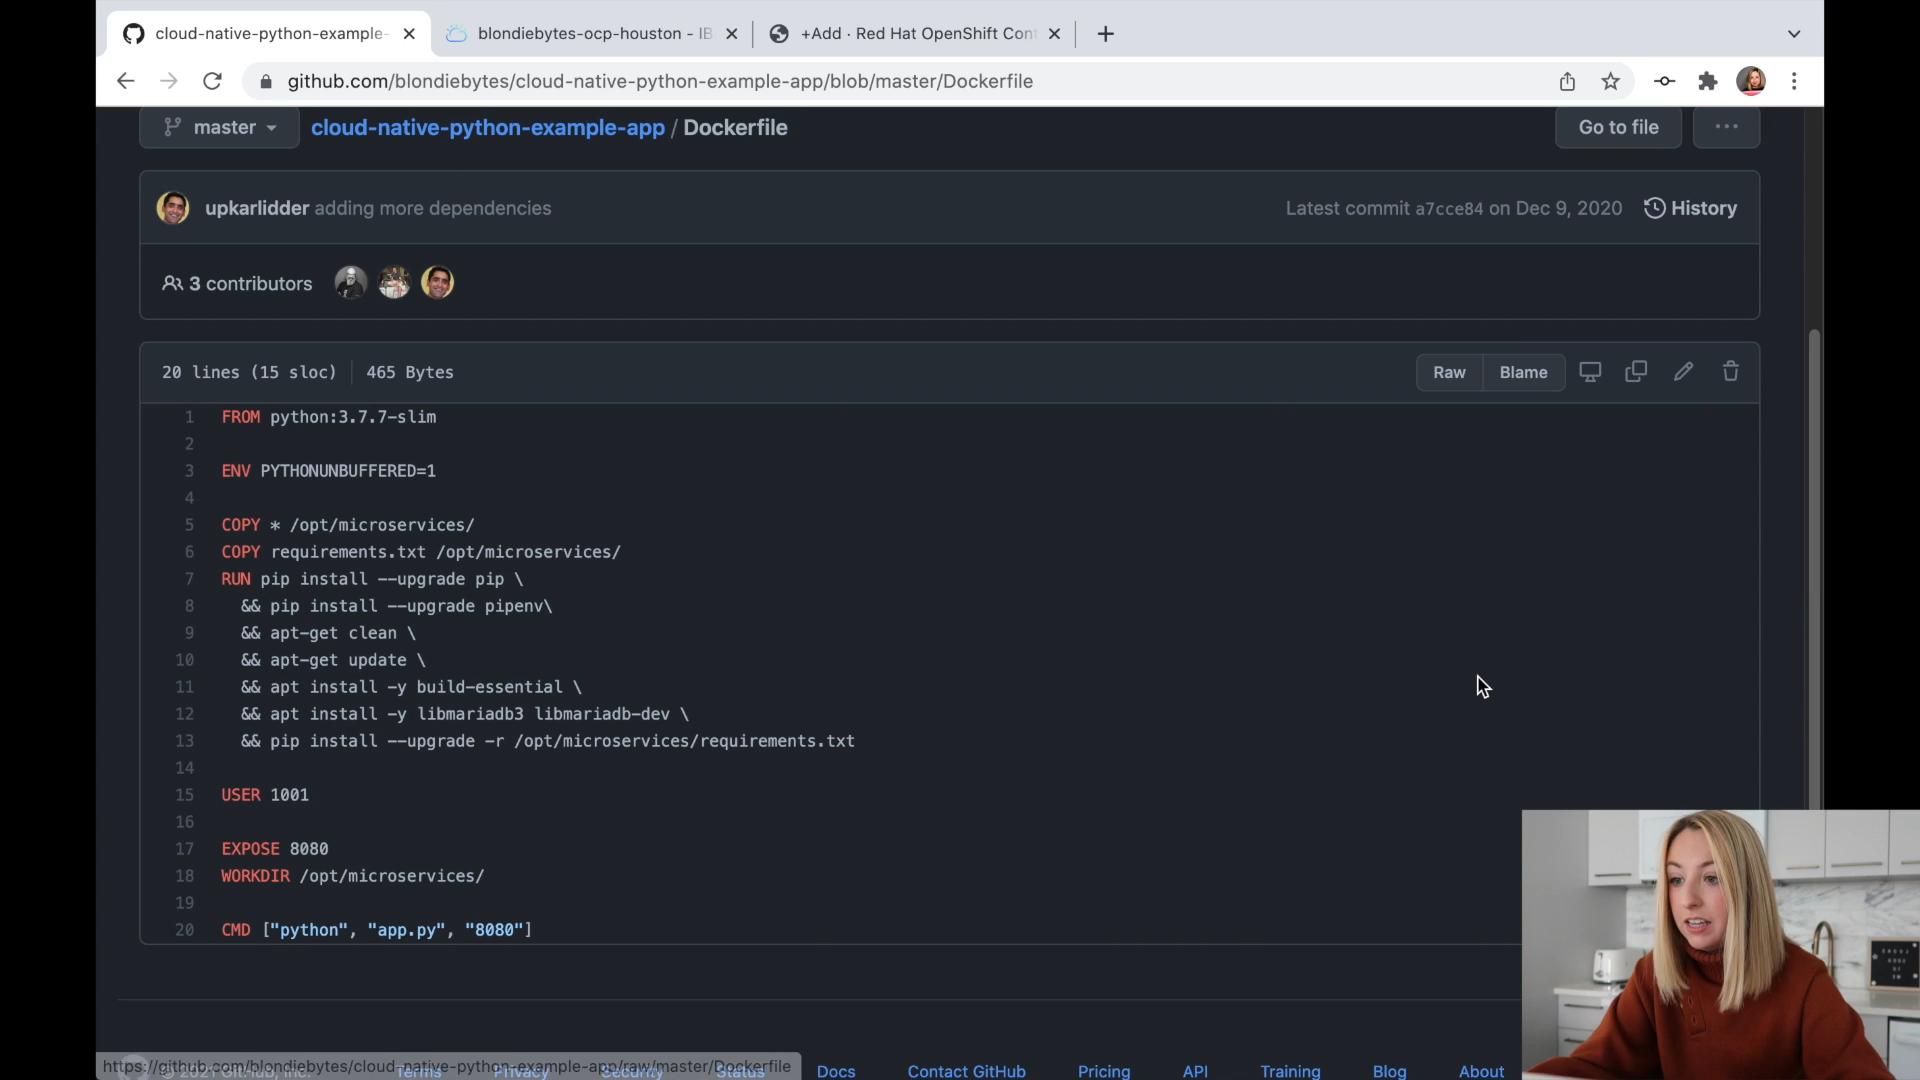 cloud-native-python-example-
blondiebytes-ocp-houston - IB
+Add · Red Hat OpenShift Cont
github.com/blondiebytes/cloud-native-python-example-app/blob/master/Dockerfile
master
cloud-native-python-example-app / Dockerfile
Go to file
upkarlidder adding more dependencies
Latest commit a7cce84 on Dec 9, 2020
History
3 contributors
20 lines (15 sloc)
465 Bytes
Raw
Blame
1 FROM python:3.7.7-slim
2
3 ENV PYTHONUNBUFFERED=1
4
5 COPY * /opt/microservices/
6 COPY requirements.txt /opt/microservices/
7 RUN pip install --upgrade pip \
8 && pip install --upgrade pipenv\
9 && apt-get clean \
10 && apt-get update \
11 && apt install -y build-essential \
12 && apt install -y libmariadb3 libmariadb-dev \
13 && pip install --upgrade -r /opt/microservices/requirements.txt
14
15 USER 1001
16
17 EXPOSE 8080
18 WORKDIR /opt/microservices/
19
20 CMD ["python", "app.py", "8080"]
https://github.com/blondiebytes/cloud-native-python-example-app/raw/master/Dockerfile
© 2021 GitHub, Inc.
Terms
Privacy
Security
Status
Docs
Contact GitHub
Pricing
API
Training
Blog
About